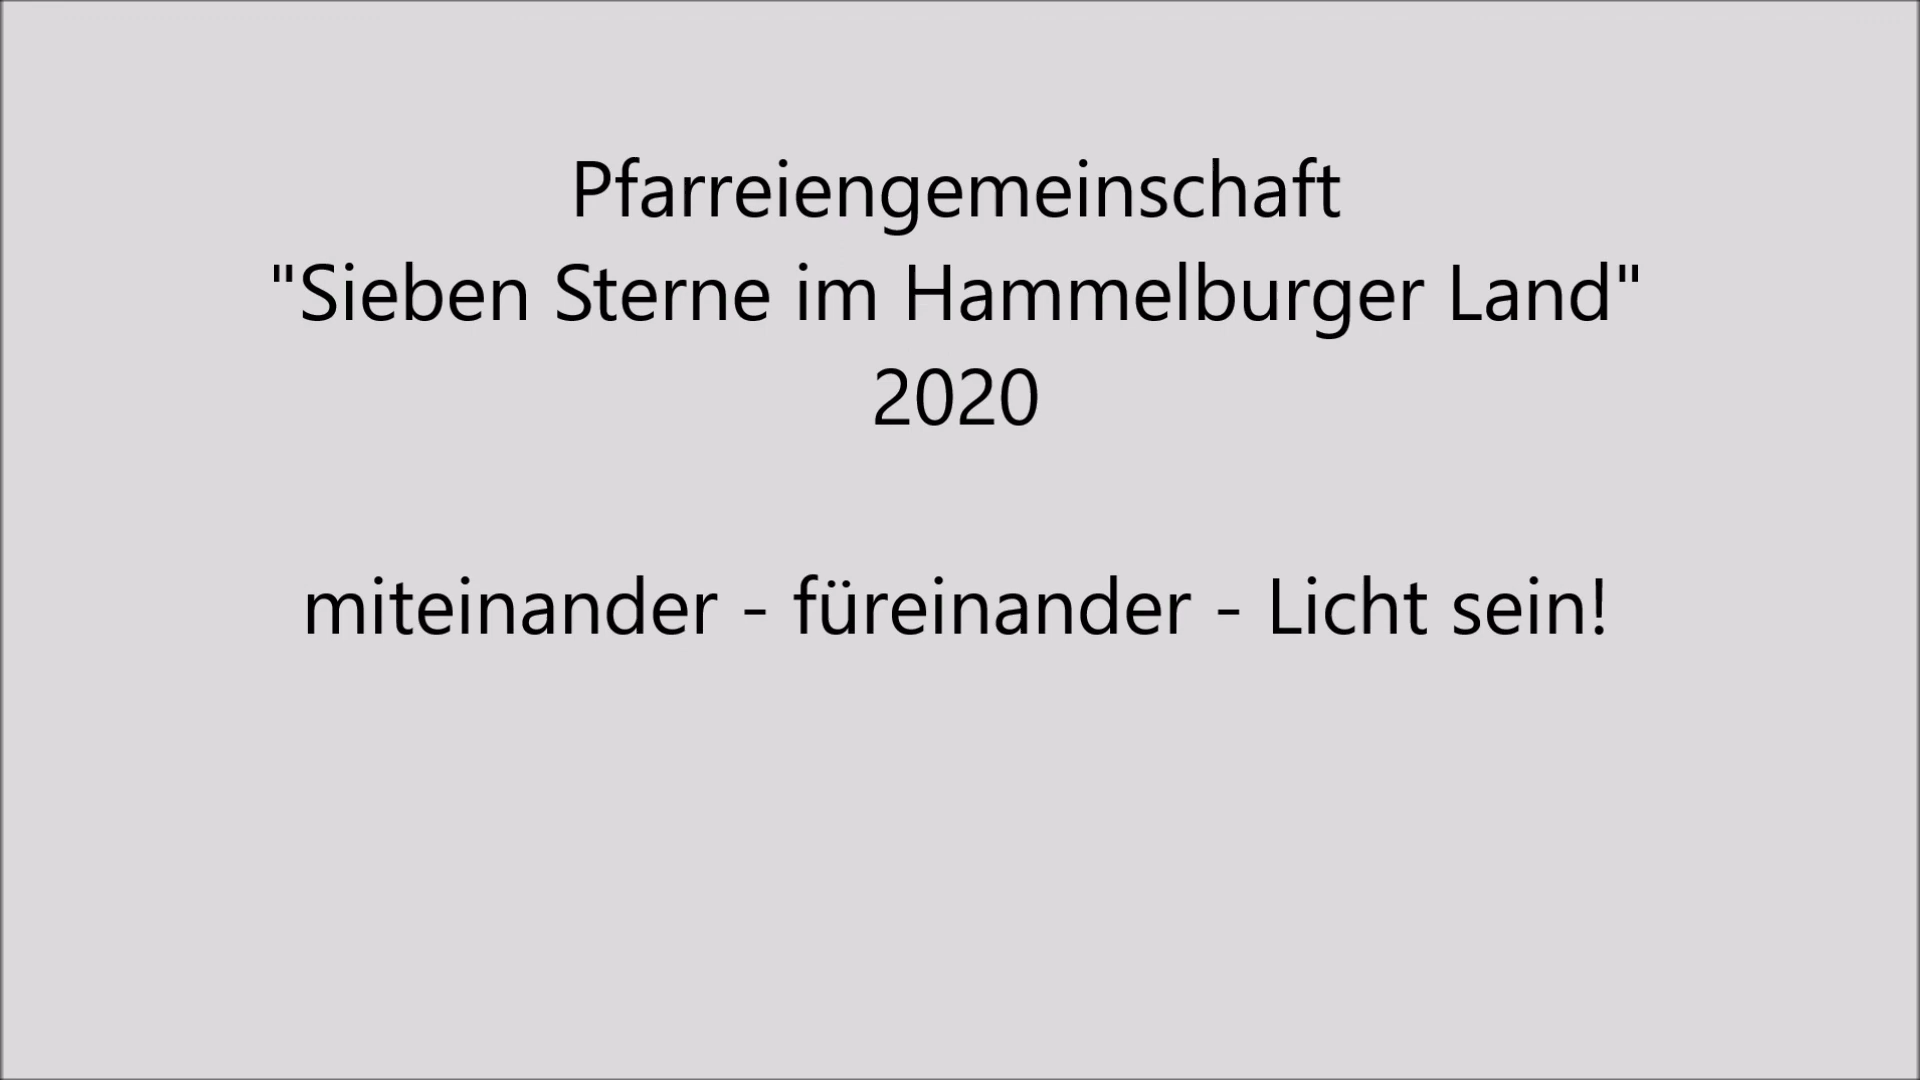 Pfarreiengemeinschaft
"Sieben Sterne im Hammelburger Land"
2020
miteinander - füreinander - Licht sein!